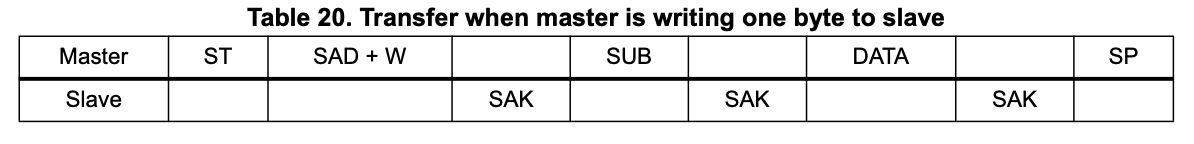 Table 20. Transfer when master is writing one byte to slave
Master ST SAD + W SUB DATA SP
Slave SAK SAK SAK